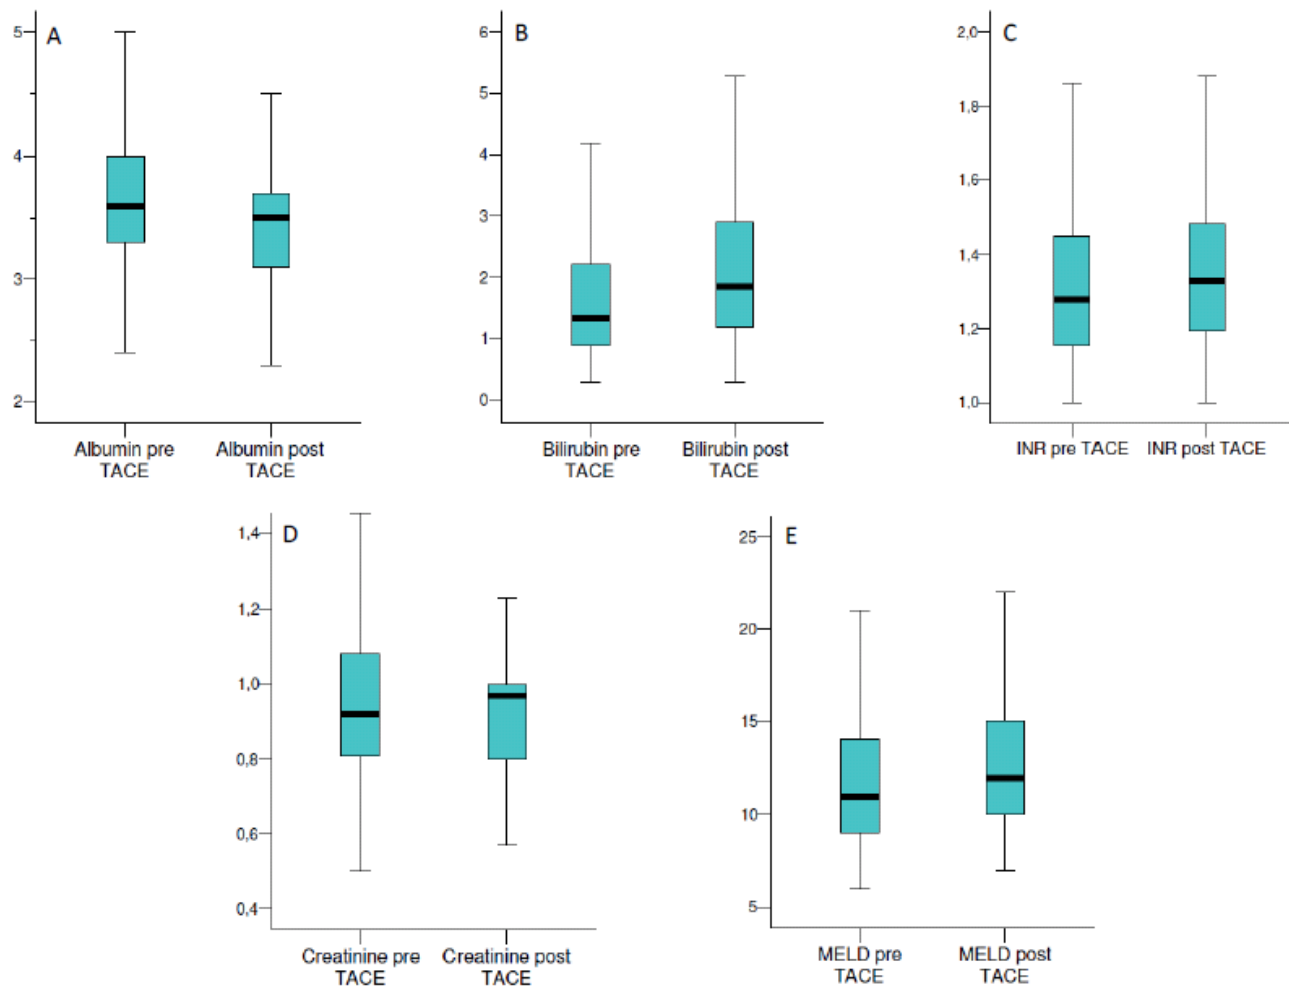 A
5
4
3
2
Albumin pre TACE
Albumin post TACE
B
6
5
4
3
2
1
0
Bilirubin pre TACE
Bilirubin post TACE
C
2,0
1,8
1,6
1,4
1,2
1,0
INR pre TACE
INR post TACE
D
1,4
1,2
1,0
0,8
0,6
0,4
Creatinine pre TACE
Creatinine post TACE
E
25
20
15
10
5
MELD pre TACE
MELD post TACE